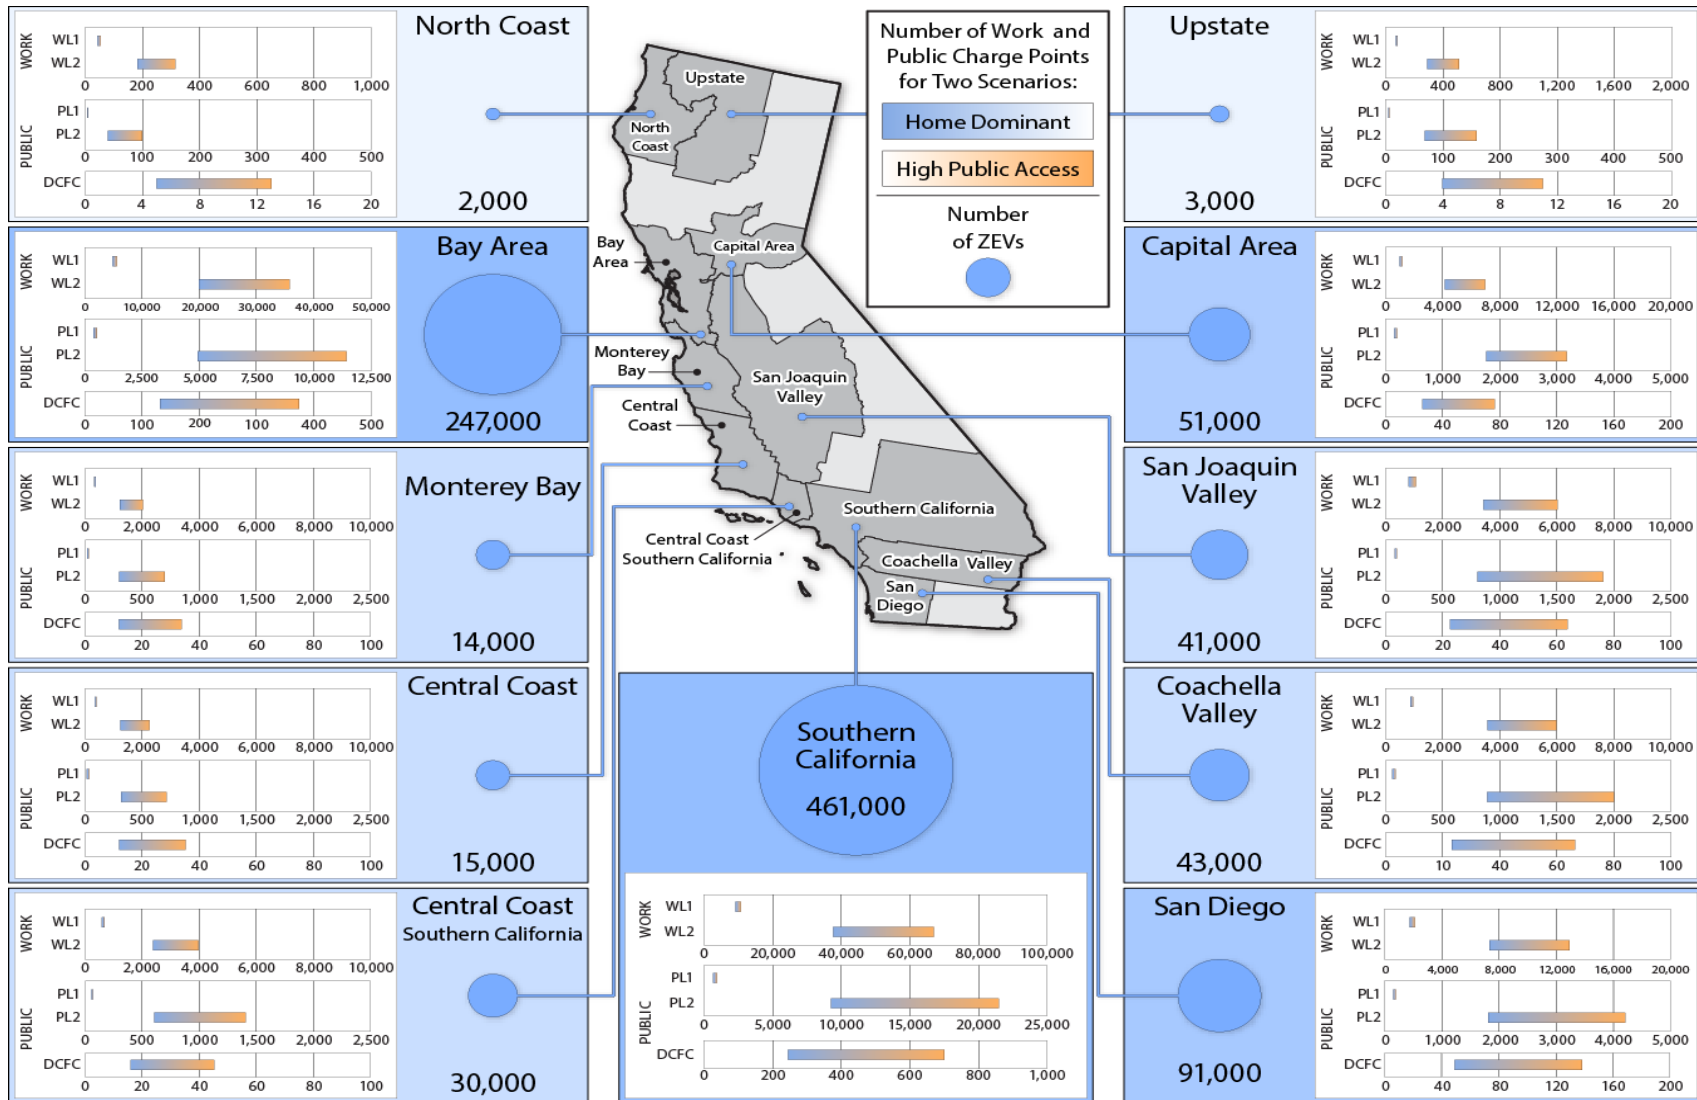 North Coast
WORK
WL1
WL2
0 200 400 600 800 1,000
PUBLIC
PL1
PL2
0 100 200 300 400 500
DCFC
0 4 8 12 16 20
2,000
Bay Area
WORK
WL1
WL2
0 10,000 20,000 30,000 40,000 50,000
PUBLIC
PL1
PL2
0 2,500 5,000 7,500 10,000 12,500
DCFC
0 100 200 100 400 500
247,000
Monterey Bay
WORK
WL1
WL2
0 2,000 4,000 6,000 8,000 10,000
PUBLIC
PL1
PL2
0 500 1,000 1,500 2,000 2,500
DCFC
0 20 40 60 80 100
14,000
Central Coast
WORK
WL1
WL2
0 2,000 4,000 6,000 8,000 10,000
PUBLIC
PL1
PL2
0 500 1,000 1,500 2,000 2,500
DCFC
0 20 40 60 80 100
15,000
Central Coast
Southern California
WORK
WL1
WL2
0 2,000 4,000 6,000 8,000 10,000
PUBLIC
PL1
PL2
0 500 1,000 1,500 2,000 2,500
DCFC
0 20 40 60 80 100
30,000
Number of Work and
Public Charge Points
for Two Scenarios:
Home Dominant
High Public Access
Number
of ZEVs
Upstate
North
Coast
Bay
Area
Capital Area
Monterey
Bay
San Joaquin
Valley
Central
Coast
Southern California
Central Coast
Southern California
Coachella Valley
San
Diego
Southern
California
461,000
WORK
WL1
WL2
0 20,000 40,000 60,000 80,000 100,000
PUBLIC
PL1
PL2
0 5,000 10,000 15,000 20,000 25,000
DCFC
0 200 400 600 800 1,000
Upstate
WORK
WL1
WL2
0 400 800 1,200 1,600 2,000
PUBLIC
PL1
PL2
0 100 200 300 400 500
DCFC
0 4 8 12 16 20
3,000
Capital Area
WORK
WL1
WL2
0 4,000 8,000 12,000 16,000 20,000
PUBLIC
PL1
PL2
0 1,000 2,000 3,000 4,000 5,000
DCFC
0 40 80 120 160 200
51,000
San Joaquin
Valley
WORK
WL1
WL2
0 2,000 4,000 6,000 8,000 10,000
PUBLIC
PL1
PL2
0 500 1,000 1,500 2,000 2,500
DCFC
0 20 40 60 80 100
41,000
Coachella
Valley
WORK
WL1
WL2
0 2,000 4,000 6,000 8,000 10,000
PUBLIC
PL1
PL2
0 500 1,000 1,500 2,000 2,500
DCFC
0 10 40 60 80 100
43,000
San Diego
WORK
WL1
WL2
0 4,000 8,000 12,000 16,000 20,000
PUBLIC
PL1
PL2
0 1,000 2,000 3,000 4,000 5,000
DCFC
0 40 80 120 160 200
91,000